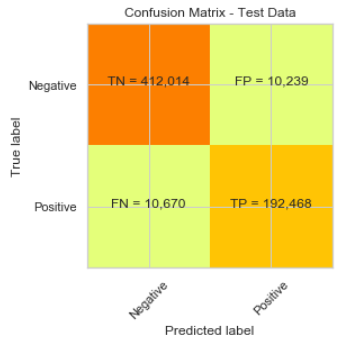 Confusion Matrix - Test Data
True label
Negative
TN = 412,014
FP = 10,239
Positive
FN = 10,670
TP = 192,468
Negative
Positive
Predicted label